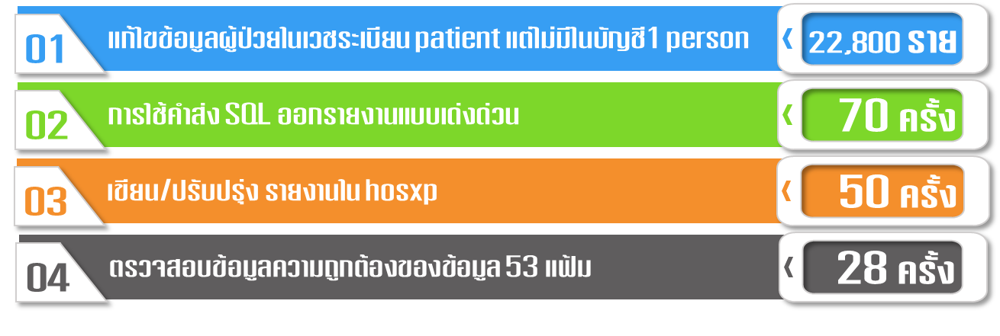 01 แก้ไขข้อมูลผู้ป่วยในเวชระเบียน patient แต่ไม่มีในบัญชี1 person 22,800 ราย
02 การใช้คำสั่ง SQL ออกรายงานแบบเด่งด่วน 70 ครั้ง
03 เขียน/ปรับปรุง รายงานใน hosxp 50 ครั้ง
04 ตรวจสอบข้อมูลความถูกต้องของข้อมูล 53 แฟ้ม 28 ครั้ง